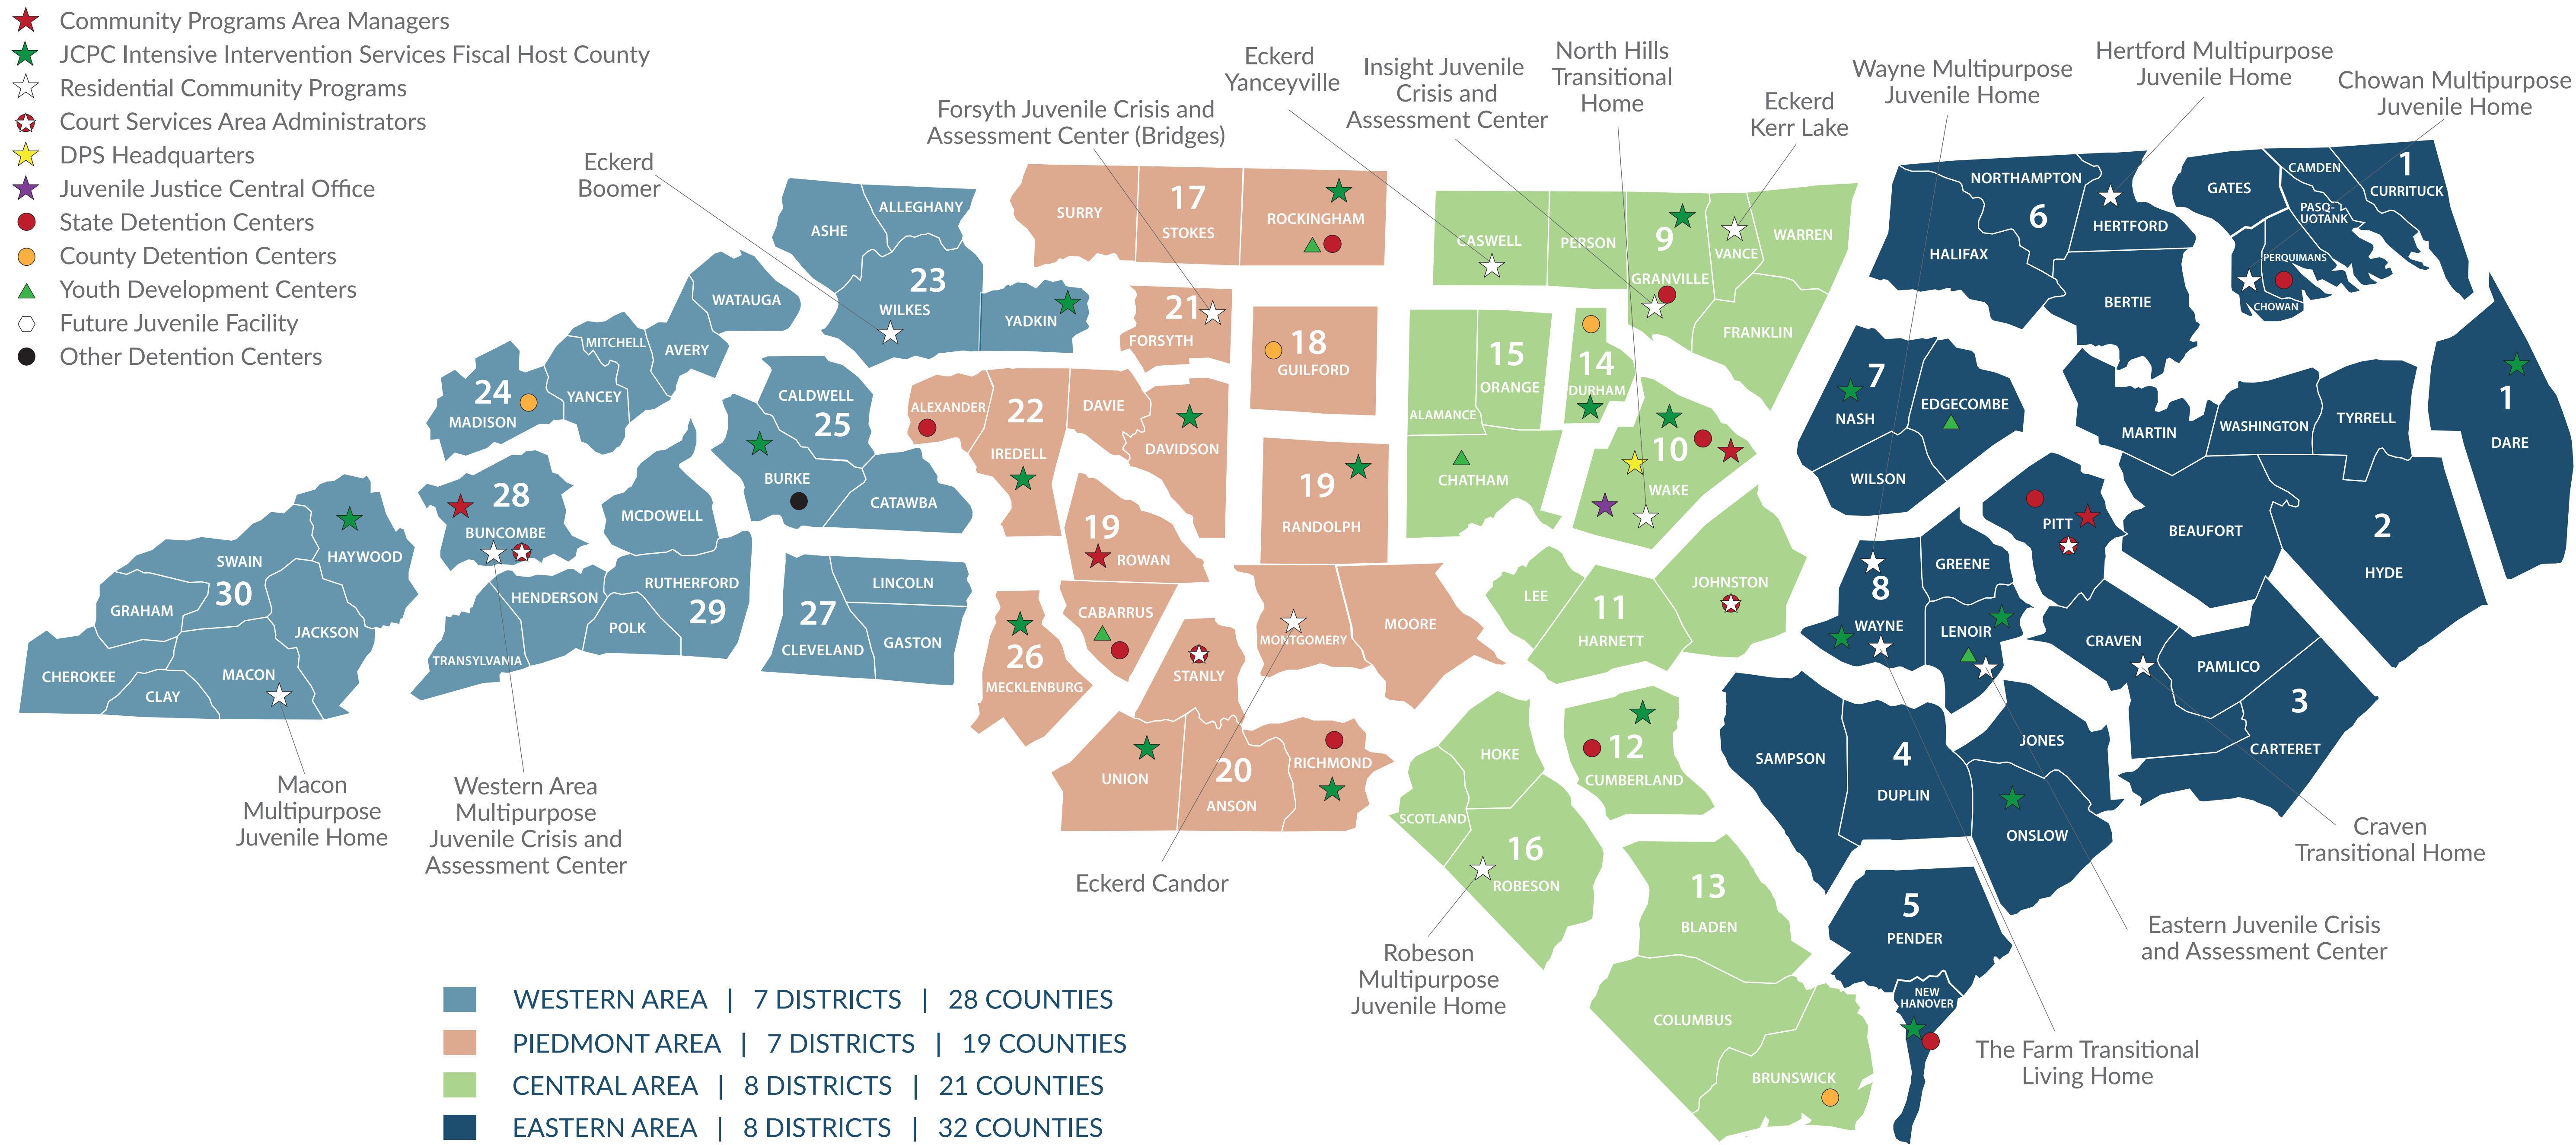 Community Programs Area Managers
JCPC Intensive Intervention Services Fiscal Host County
Residential Community Programs
Court Services Area Administrators
DPS Headquarters
Juvenile Justice Central Office
State Detention Centers
County Detention Centers
Youth Development Centers
Future Juvenile Facility
Other Detention Centers
Eckerd
Boomer
Forsyth Juvenile Crisis and
Assessment Center (Bridges)
Eckerd
Yanceyville
Insight Juvenile
Crisis and
Assessment Center
North Hills
Transitional
Home
Eckerd
Kerr Lake
Wayne Multipurpose
Juvenile Home
Hertford Multipurpose
Juvenile Home
Chowan Multipurpose
Juvenile Home
ASHE
ALLEGHANY
23
WILKES
WATAUGA
YADKIN
MITCHELL
AVERY
YANCEY
24
MADISON
CALDWELL
25
BURKE
CATAWBA
28
BUNCOMBE
MCDOWELL
SWAIN
HAYWOOD
30
GRAHAM
JACKSON
CHEROKEE
CLAY
MACON
HENDERSON
TRANSYLVANIA
RUTHERFORD
29
POLK
27
CLEVELAND
LINCOLN
GASTON
SURRY
17
STOKES
ROCKINGHAM
21
FORSYTH
18
GUILFORD
ALEXANDER
22
IREDELL
DAVIE
DAVIDSON
19
RANDOLPH
19
ROWAN
CABARRUS
26
MECKLENBURG
STANLY
MONTGOMERY
MOORE
UNION
20
ANSON
RICHMOND
CASWELL
PERSON
9
GRANVILLE
VANCE
WARREN
FRANKLIN
15
ORANGE
ALAMANCE
14
DURHAM
CHATHAM
10
WAKE
LEE
11
HARNETT
JOHNSTON
HOKE
12
CUMBERLAND
SCOTLAND
16
ROBESON
13
BLADEN
COLUMBUS
BRUNSWICK
NORTHAMPTON
6
HALIFAX
HERTFORD
BERTIE
GATES
CAMDEN
1
CURRITUCK
PASQ-
UOTANK
PERQUIMANS
CHOWAN
7
NASH
EDGECOMBE
WILSON
MARTIN
WASHINGTON
TYRRELL
1
DARE
PITT
BEAUFORT
2
HYDE
8
WAYNE
GREENE
LENOIR
CRAVEN
PAMLICO
3
CARTERET
SAMPSON
4
DUPLIN
JONES
ONSLOW
5
PENDER
NEW
HANOVER
Macon
Multipurpose
Juvenile Home
Western Area
Multipurpose
Juvenile Crisis and
Assessment Center
Eckerd Candor
Robeson
Multipurpose
Juvenile Home
Craven
Transitional Home
Eastern Juvenile Crisis
and Assessment Center
The Farm Transitional
Living Home
WESTERN AREA | 7 DISTRICTS | 28 COUNTIES
PIEDMONT AREA | 7 DISTRICTS | 19 COUNTIES
CENTRAL AREA | 8 DISTRICTS | 21 COUNTIES
EASTERN AREA | 8 DISTRICTS | 32 COUNTIES